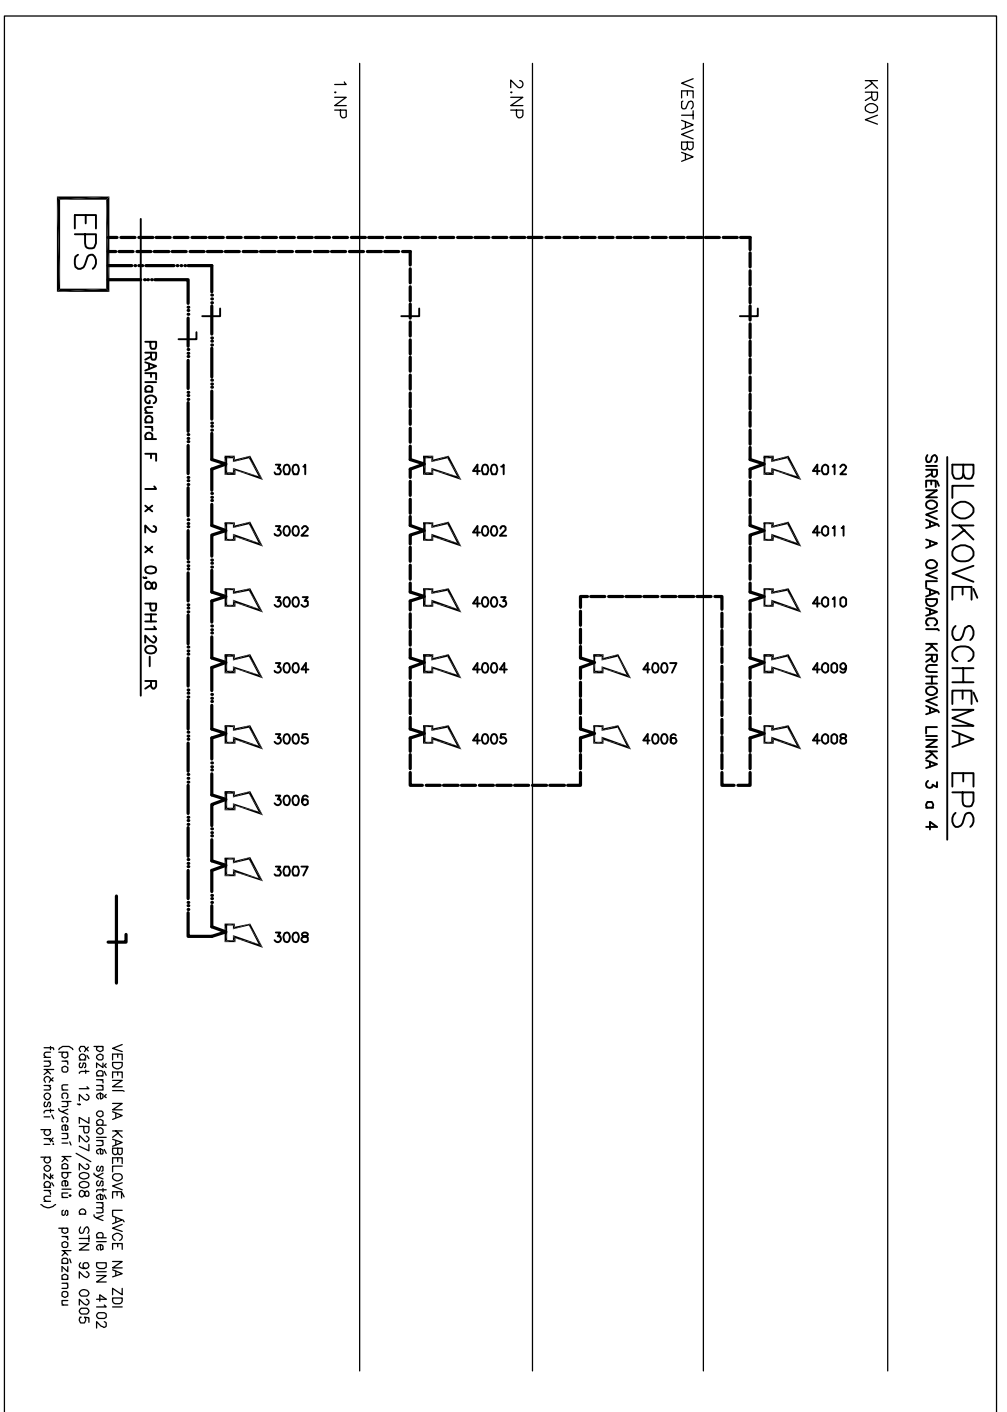 BLOKOVÉ SCHÉMA EPS
SIRÉNOVÁ A OVLÁDACÍ KRUHOVÁ LINKA 3 a 4
KROV
4012
4011
4010
4009
4008
VESTAVBA
4007
4006
2.NP
4001
4002
4003
4004
4005
1.NP
3001
3002
3003
3004
3005
3006
3007
3008
EPS
PRAFlaGuard F 1 x 2 x 0,8 PH120– R
VEDENÍ NA KABELOVÉ LÁVCE NA ZDI
požárně odolné systémy dle DIN 4102
část 12, ZP27/2008 a STN 92 0205
(pro uchycení kabelů s prokázanou
funkčností při požáru)